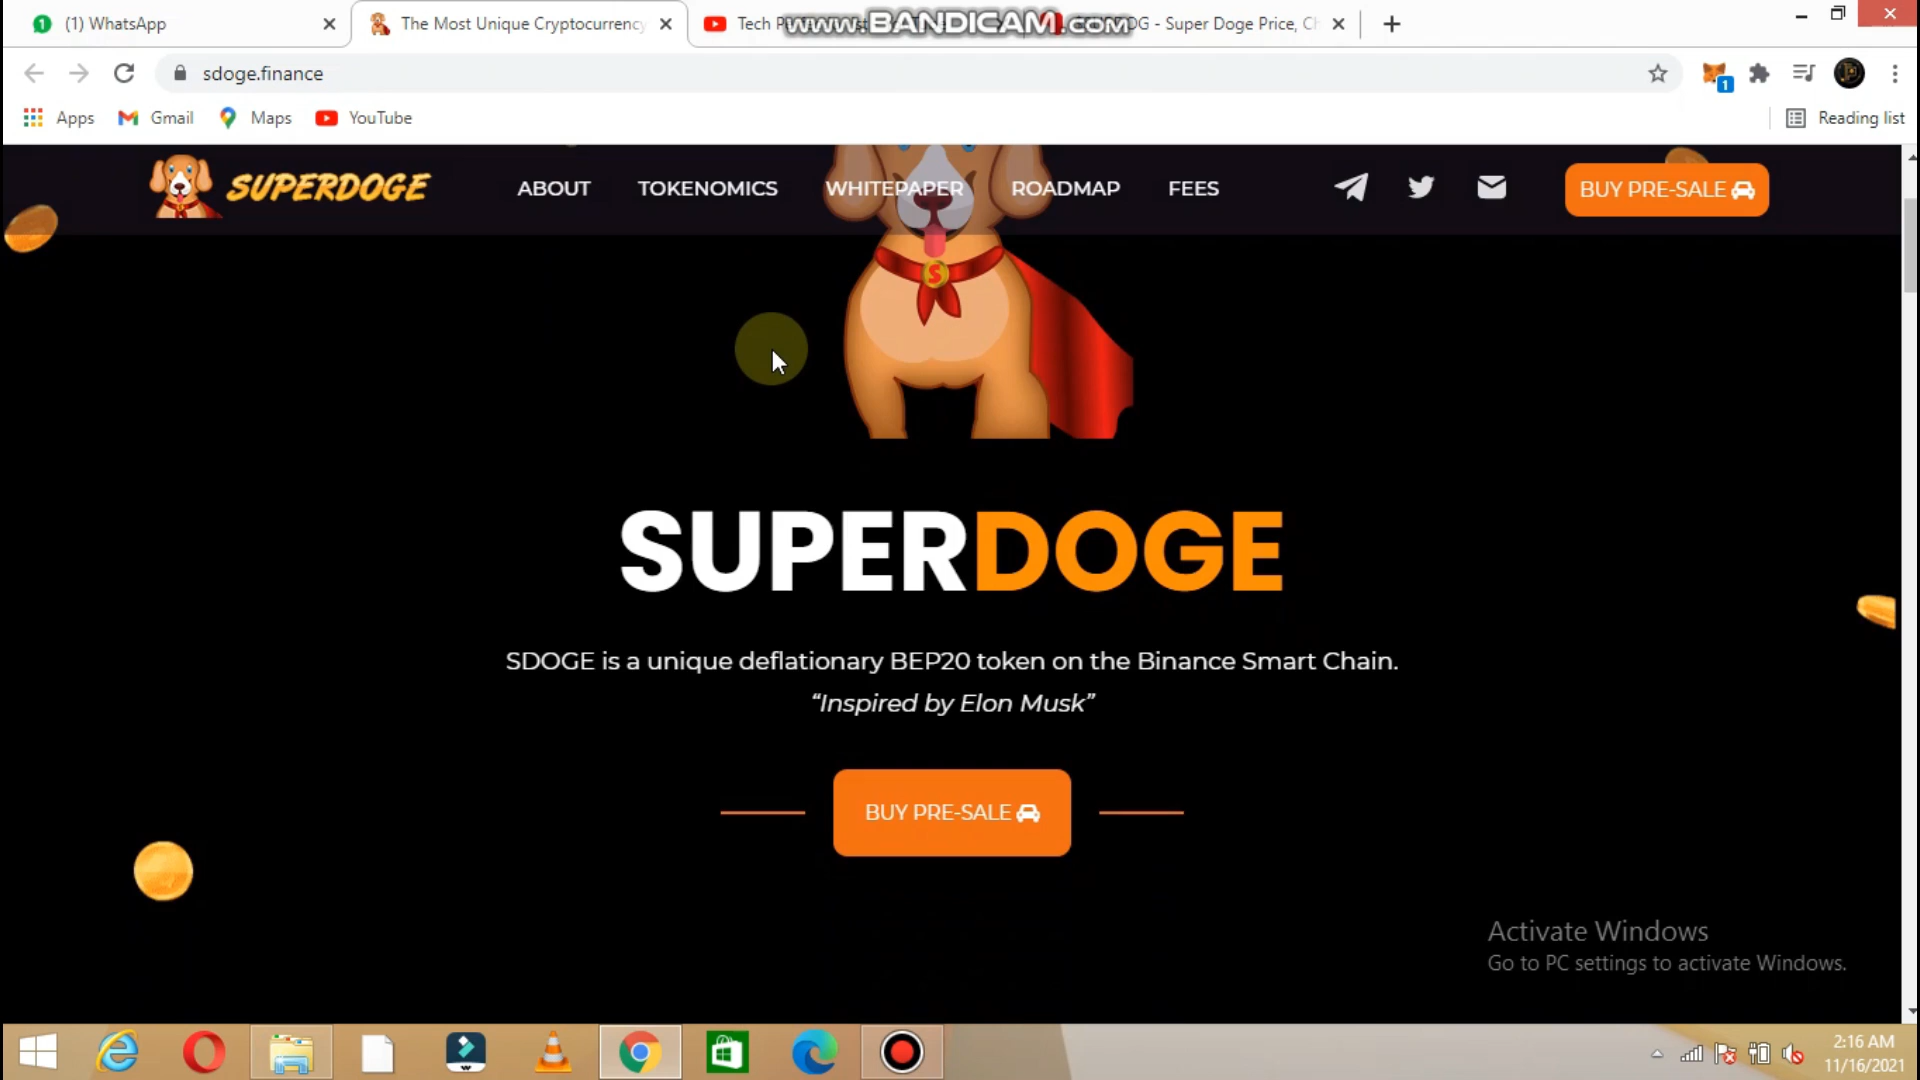 (1) WhatsApp
The Most Unique Cryptocurrency
Tech
www.BANDICAM.com
- Super Doge Price, Ch
sdoge.finance
1
Apps
Gmail
Maps
YouTube
Reading list
SUPERDOGE
ABOUT
TOKENOMICS
WHITEPAPER
ROADMAP
FEES
BUY PRE-SALE
S
SUPERDOGE
SDOGE is a unique deflationary BEP20 token on the Binance Smart Chain.
“Inspired by Elon Musk”
BUY PRE-SALE
Activate Windows
Go to PC settings to activate Windows.
2:16 AM
11/16/2021